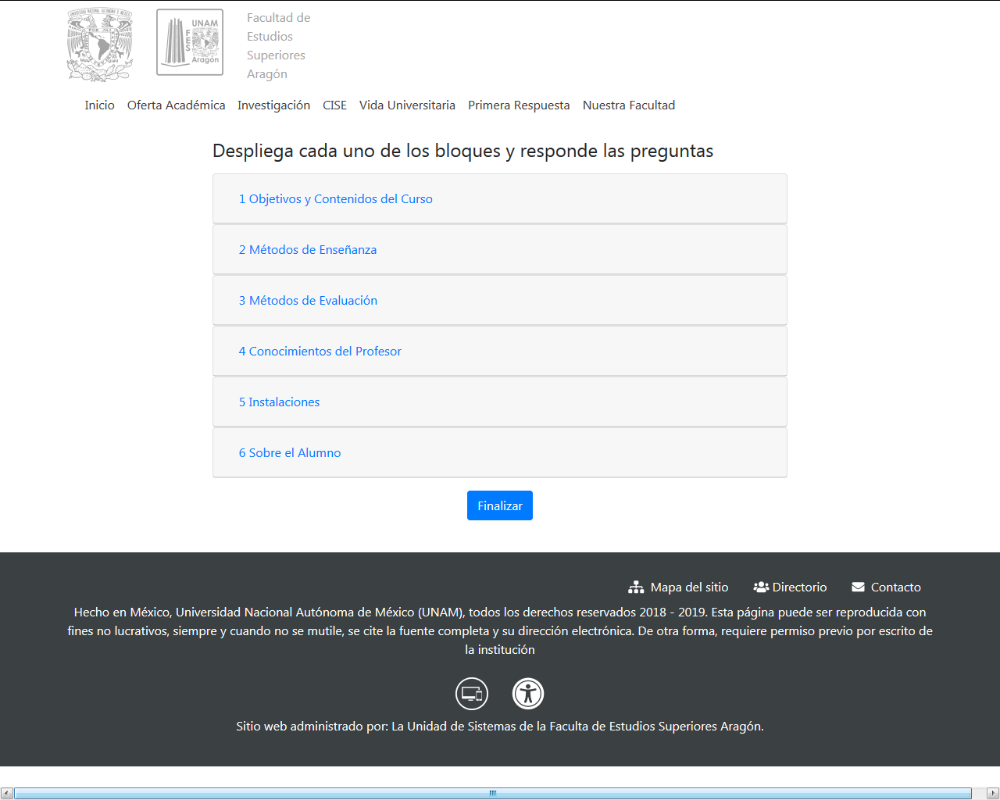 UNIVERSIDAD NACIONAL AUTÓNOMA DE MÉXICO
UNAM
FES
Aragón
Facultad de
Estudios
Superiores
Aragón
Inicio Oferta Académica Investigación CISE Vida Universitaria Primera Respuesta Nuestra Facultad
Despliega cada uno de los bloques y responde las preguntas
1 Objetivos y Contenidos del Curso
2 Métodos de Enseñanza
3 Métodos de Evaluación
4 Conocimientos del Profesor
5 Instalaciones
6 Sobre el Alumno
Finalizar
Mapa del sitio Directorio Contacto
Hecho en México, Universidad Nacional Autónoma de México (UNAM), todos los derechos reservados 2018 - 2019. Esta página puede ser reproducida con
fines no lucrativos, siempre y cuando no se mutile, se cite la fuente completa y su dirección electrónica. De otra forma, requiere permiso previo por escrito de
la institución
Sitio web administrado por: La Unidad de Sistemas de la Faculta de Estudios Superiores Aragón.